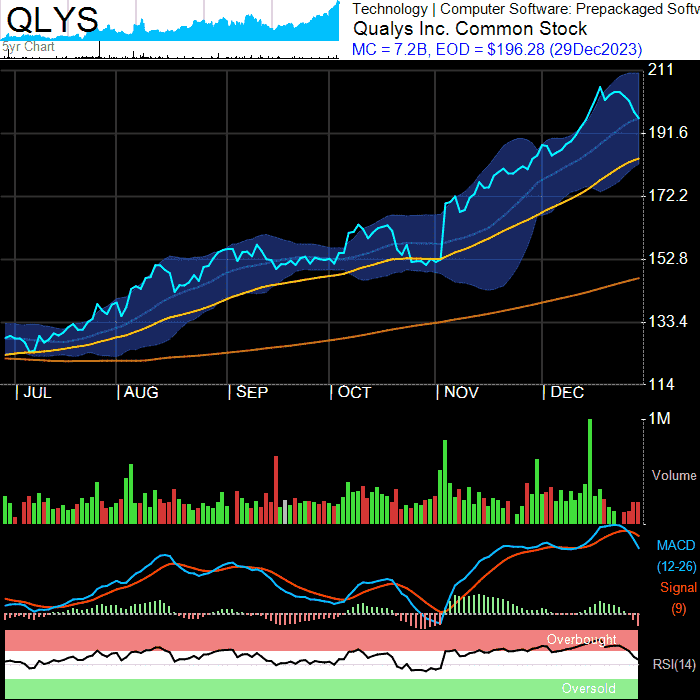 QLYS
5yr Chart
Technology | Computer Software: Prepackaged Softw
Qualys Inc. Common Stock
MC = 7.2B, EOD = $196.28 (29Dec2023)
211
191.6
172.2
152.8
133.4
114
JUL AUG SEP OCT NOV DEC
1M
Volume
MACD
(12-26)
Signal
(9)
Overbought
RSI(14)
Oversold